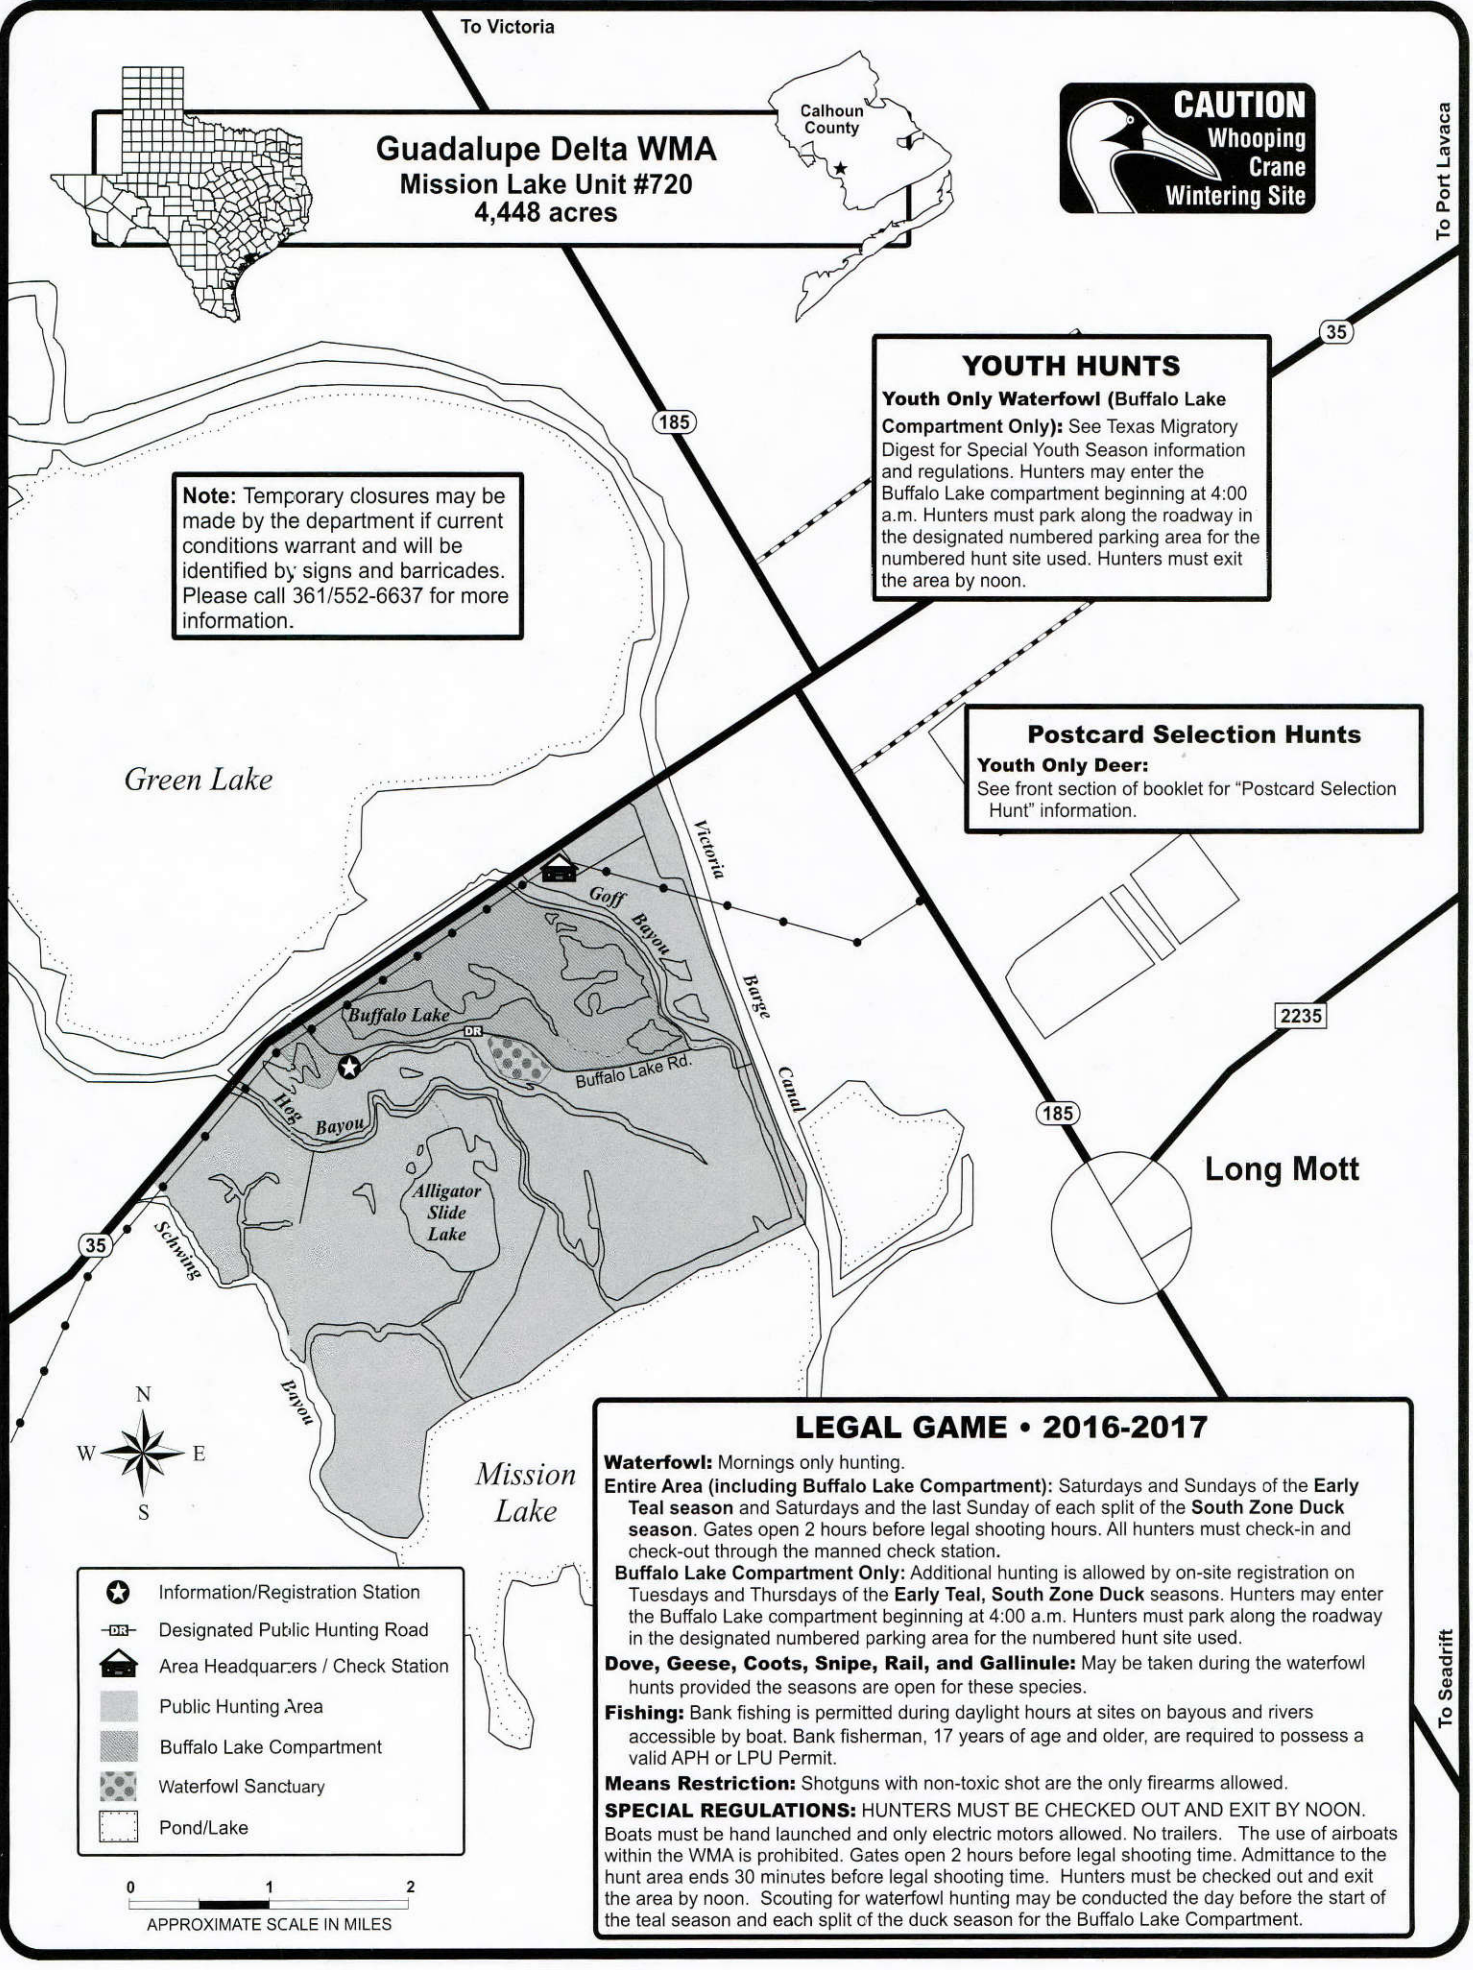 To Victoria
Guadalupe Delta WMA
Mission Lake Unit #720
4,448 acres
Calhoun
County
CAUTION
Whooping
Crane
Wintering Site
To Port Lavaca
35
YOUTH HUNTS
Youth Only Waterfowl (Buffalo Lake
Compartment Only): See Texas Migratory
Digest for Special Youth Season information
and regulations. Hunters may enter the
Buffalo Lake compartment beginning at 4:00
a.m. Hunters must park along the roadway in
the designated numbered parking area for the
numbered hunt site used. Hunters must exit
the area by noon.
185
Note: Temporary closures may be
made by the department if current
conditions warrant and will be
identified by signs and barricades.
Please call 361/552-6637 for more
information.
Postcard Selection Hunts
Youth Only Deer:
See front section of booklet for “Postcard Selection
Hunt” information.
Green Lake
Victoria
Barge
Canal
Goff
Bayou
Buffalo Lake
DR
Buffalo Lake Rd.
Hog
Bayou
Alligator
Slide
Lake
2235
185
Long Mott
35
Schwing
Bayou
N
W
E
S
Mission
Lake
Information/Registration Station
DR
Designated Public Hunting Road
Area Headquarters / Check Station
Public Hunting Area
Buffalo Lake Compartment
Waterfowl Sanctuary
Pond/Lake
0 1 2
APPROXIMATE SCALE IN MILES
LEGAL GAME • 2016-2017
Waterfowl: Mornings only hunting.
Entire Area (including Buffalo Lake Compartment): Saturdays and Sundays of the Early
Teal season and Saturdays and the last Sunday of each split of the South Zone Duck
season. Gates open 2 hours before legal shooting hours. All hunters must check-in and
check-out through the manned check station.
Buffalo Lake Compartment Only: Additional hunting is allowed by on-site registration on
Tuesdays and Thursdays of the Early Teal, South Zone Duck seasons. Hunters may enter
the Buffalo Lake compartment beginning at 4:00 a.m. Hunters must park along the roadway
in the designated numbered parking area for the numbered hunt site used.
Dove, Geese, Coots, Snipe, Rail, and Gallinule: May be taken during the waterfowl
hunts provided the seasons are open for these species.
Fishing: Bank fishing is permitted during daylight hours at sites on bayous and rivers
accessible by boat. Bank fisherman, 17 years of age and older, are required to possess a
valid APH or LPU Permit.
Means Restriction: Shotguns with non-toxic shot are the only firearms allowed.
SPECIAL REGULATIONS: HUNTERS MUST BE CHECKED OUT AND EXIT BY NOON.
Boats must be hand launched and only electric motors allowed. No trailers. The use of airboats
within the WMA is prohibited. Gates open 2 hours before legal shooting time. Admittance to the
hunt area ends 30 minutes before legal shooting time. Hunters must be checked out and exit
the area by noon. Scouting for waterfowl hunting may be conducted the day before the start of
the teal season and each split of the duck season for the Buffalo Lake Compartment.
To Seadrift